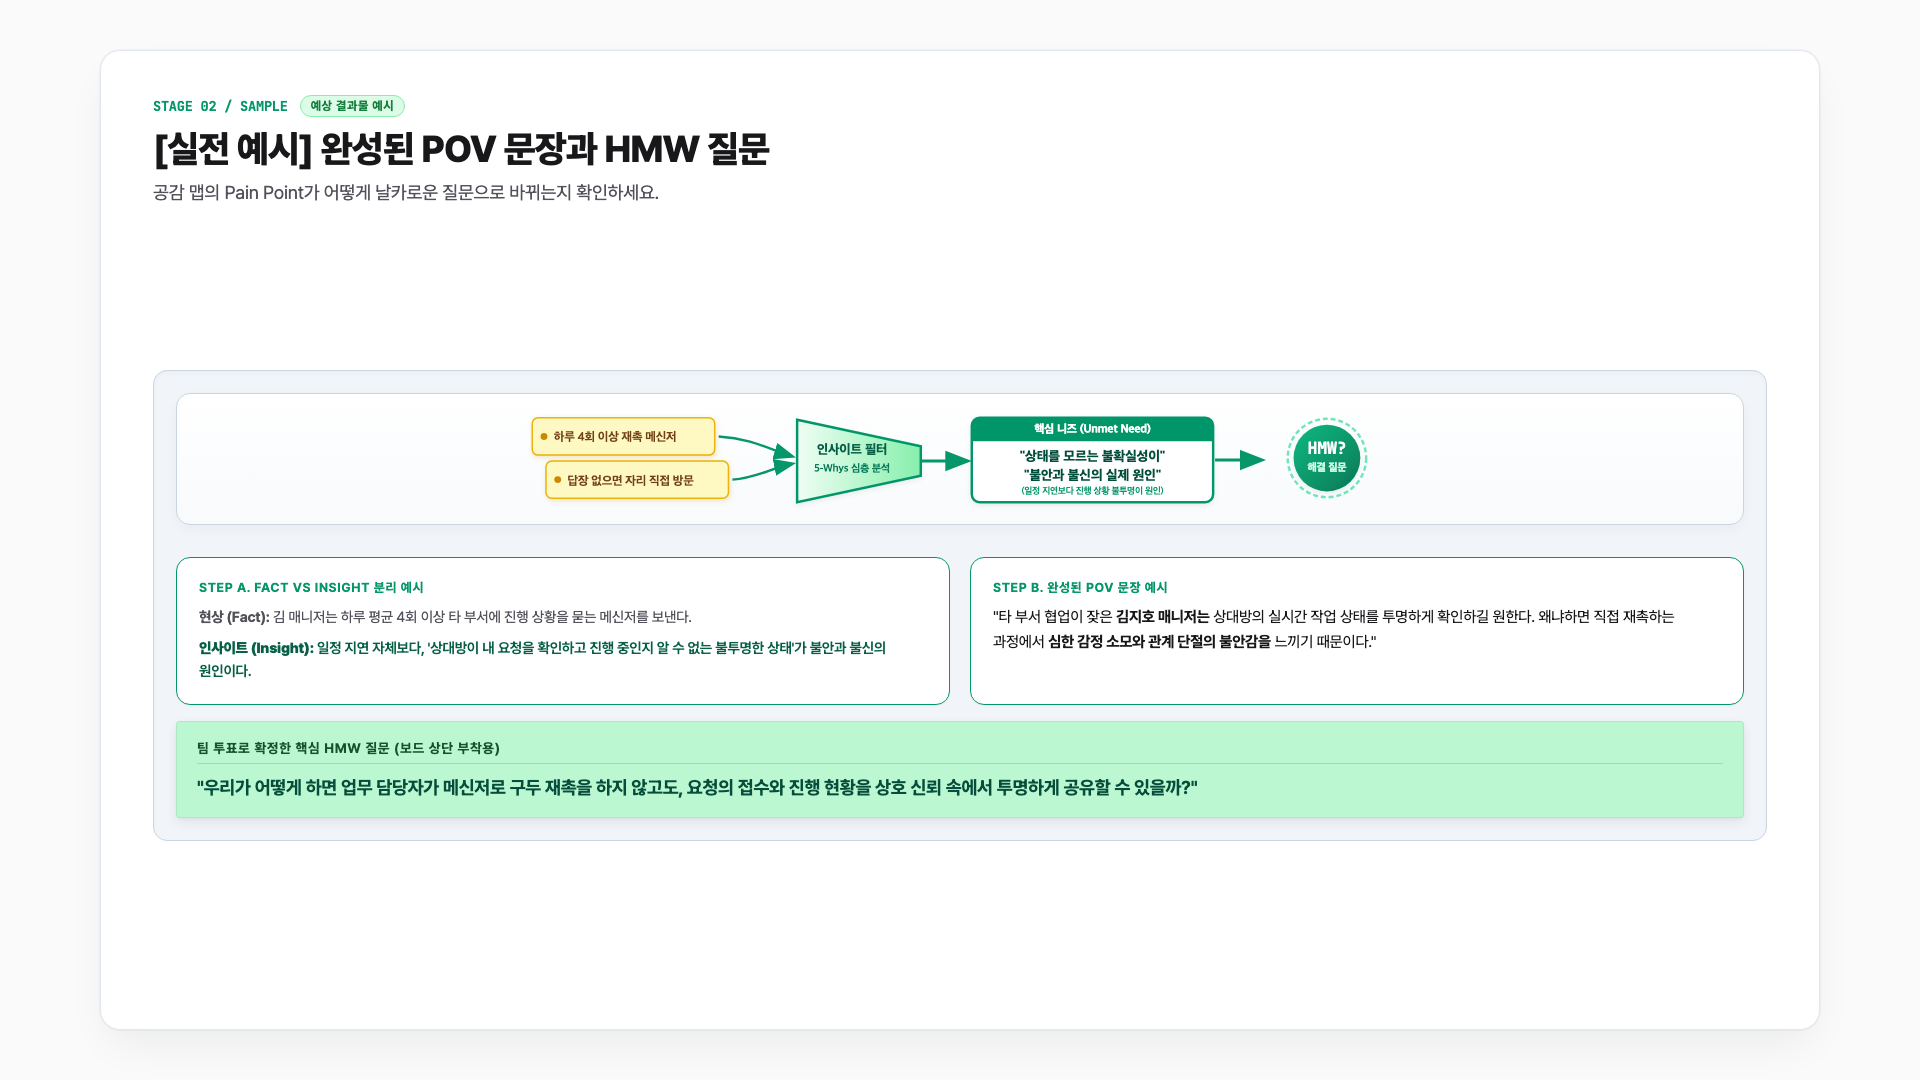 STAGE 02 / SAMPLE 예상 결과물 예시
[실전 예시] 완성된 POV 문장과 HMW 질문
공감 맵의 Pain Point가 어떻게 날카로운 질문으로 바뀌는지 확인하세요.
하루 4회 이상 재촉 메신저
답장 없으면 자리 직접 방문
인사이트 필터
5-Whys 심층 분석
핵심 니즈 (Unmet Need)
"상태를 모르는 불확실성이"
"불안과 불신의 실제 원인"
(일정 지연보다 진행 상황 불투명이 원인)
HMW?
해결 질문
STEP A. FACT VS INSIGHT 분리 예시
현상 (Fact): 김 매니저는 하루 평균 4회 이상 타 부서에 진행 상황을 묻는 메신저를 보낸다.
인사이트 (Insight): 일정 지연 자체보다, '상대방이 내 요청을 확인하고 진행 중인지 알 수 없는 불투명한 상태'가 불안과 불신의
원인이다.
STEP B. 완성된 POV 문장 예시
"타 부서 협업이 잦은 김지호 매니저는 상대방의 실시간 작업 상태를 투명하게 확인하길 원한다. 왜냐하면 직접 재촉하는
과정에서 심한 감정 소모와 관계 단절의 불안감을 느끼기 때문이다."
팀 투표로 확정한 핵심 HMW 질문 (보드 상단 부착용)
"우리가 어떻게 하면 업무 담당자가 메신저로 구두 재촉을 하지 않고도, 요청의 접수와 진행 현황을 상호 신뢰 속에서 투명하게 공유할 수 있을까?"